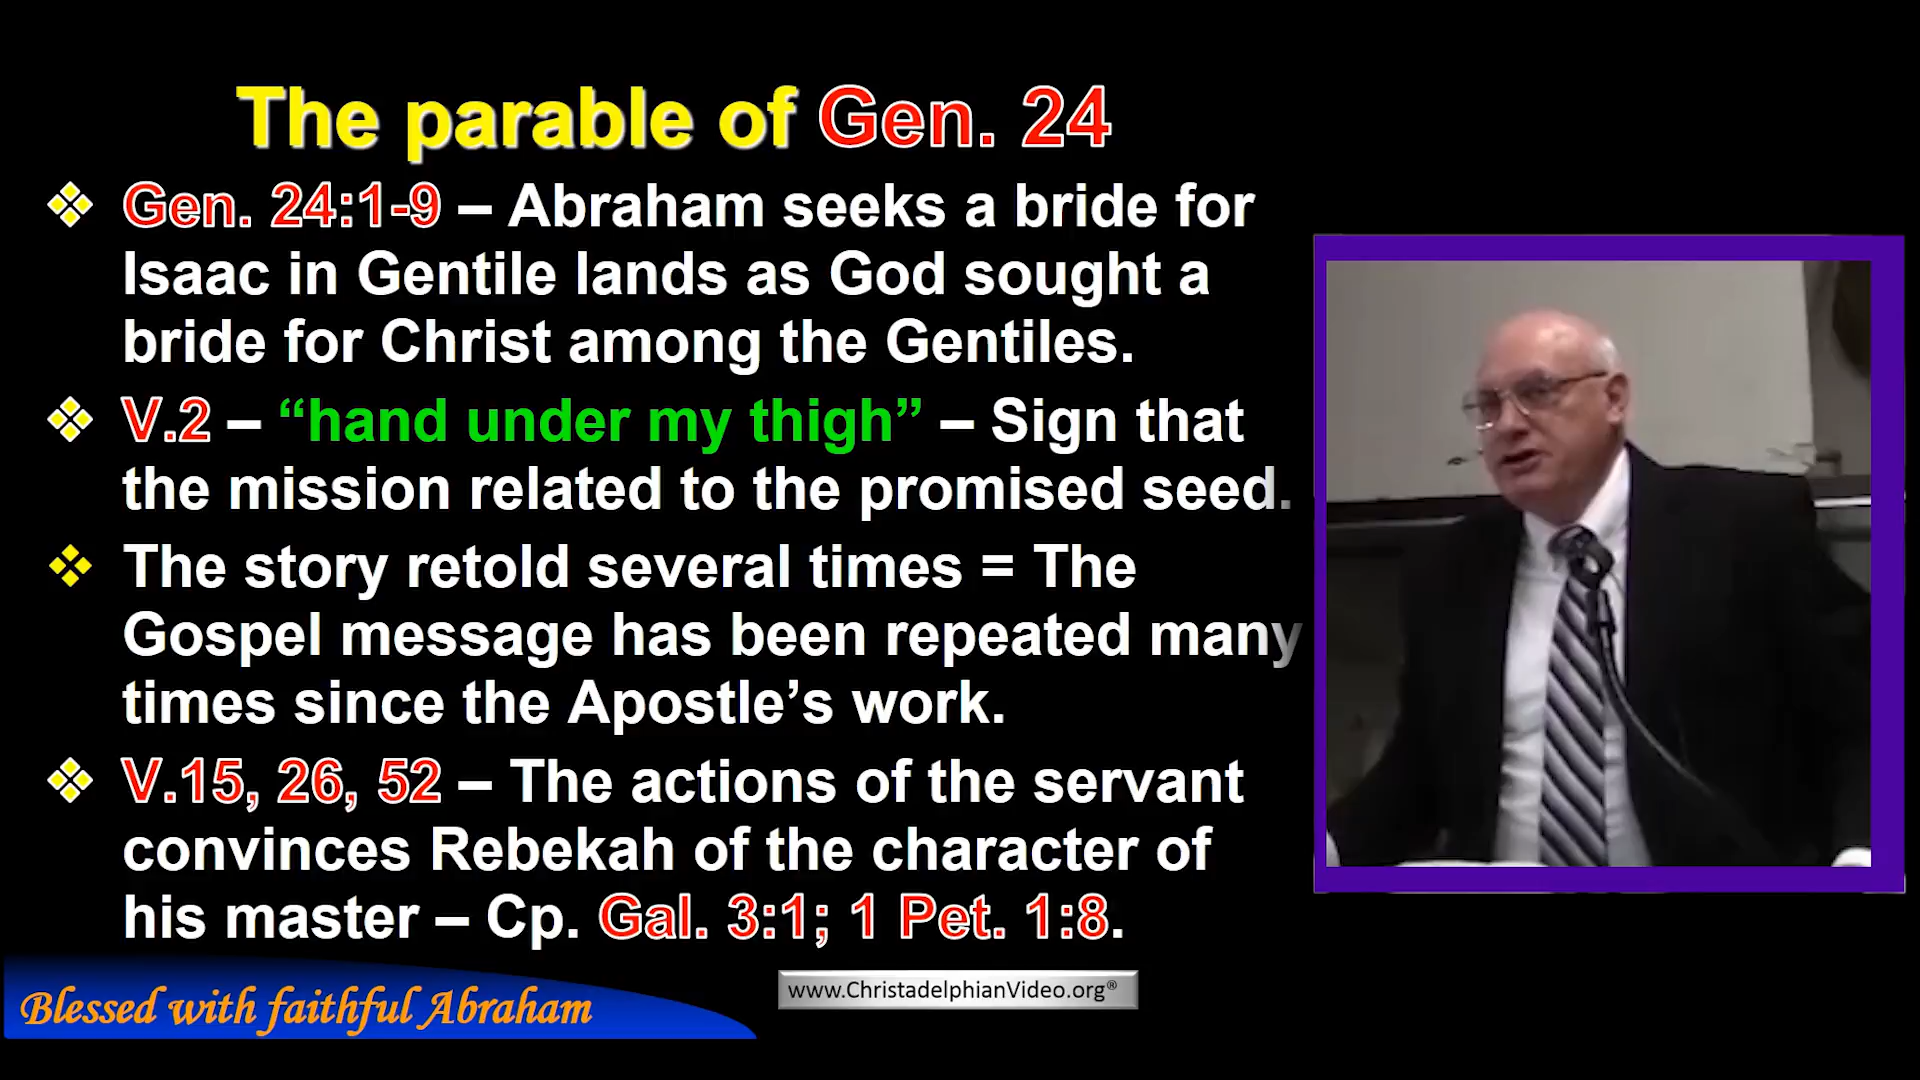 The parable of Gen. 24
❖ Gen. 24:1-9 – Abraham seeks a bride for
Isaac in Gentile lands as God sought a
bride for Christ among the Gentiles.
❖ V.2 – “hand under my thigh” – Sign that
the mission related to the promised seed.
❖ The story retold several times = The
Gospel message has been repeated many
times since the Apostle’s work.
❖ V.15, 26, 52 – The actions of the servant
convinces Rebekah of the character of
his master – Cp. Gal. 3:1; 1 Pet. 1:8.
Blessed with faithful Abraham
www.ChristadelphianVideo.org®